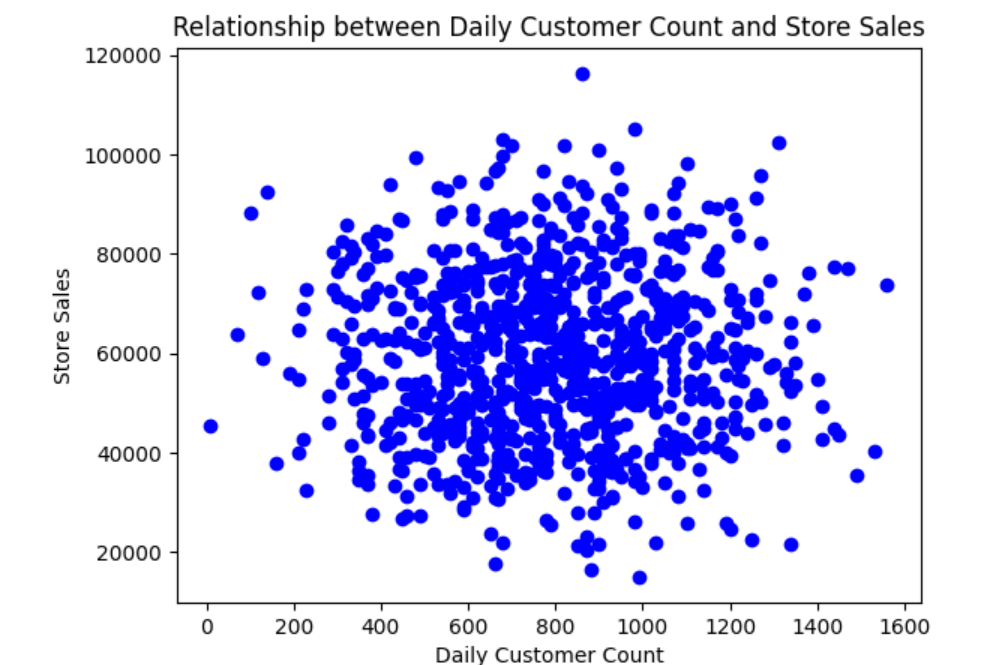 Relationship between Daily Customer Count and Store Sales
120000
100000
80000
60000
40000
20000
Store Sales
0 200 400 600 800 1000 1200 1400 1600
Daily Customer Count